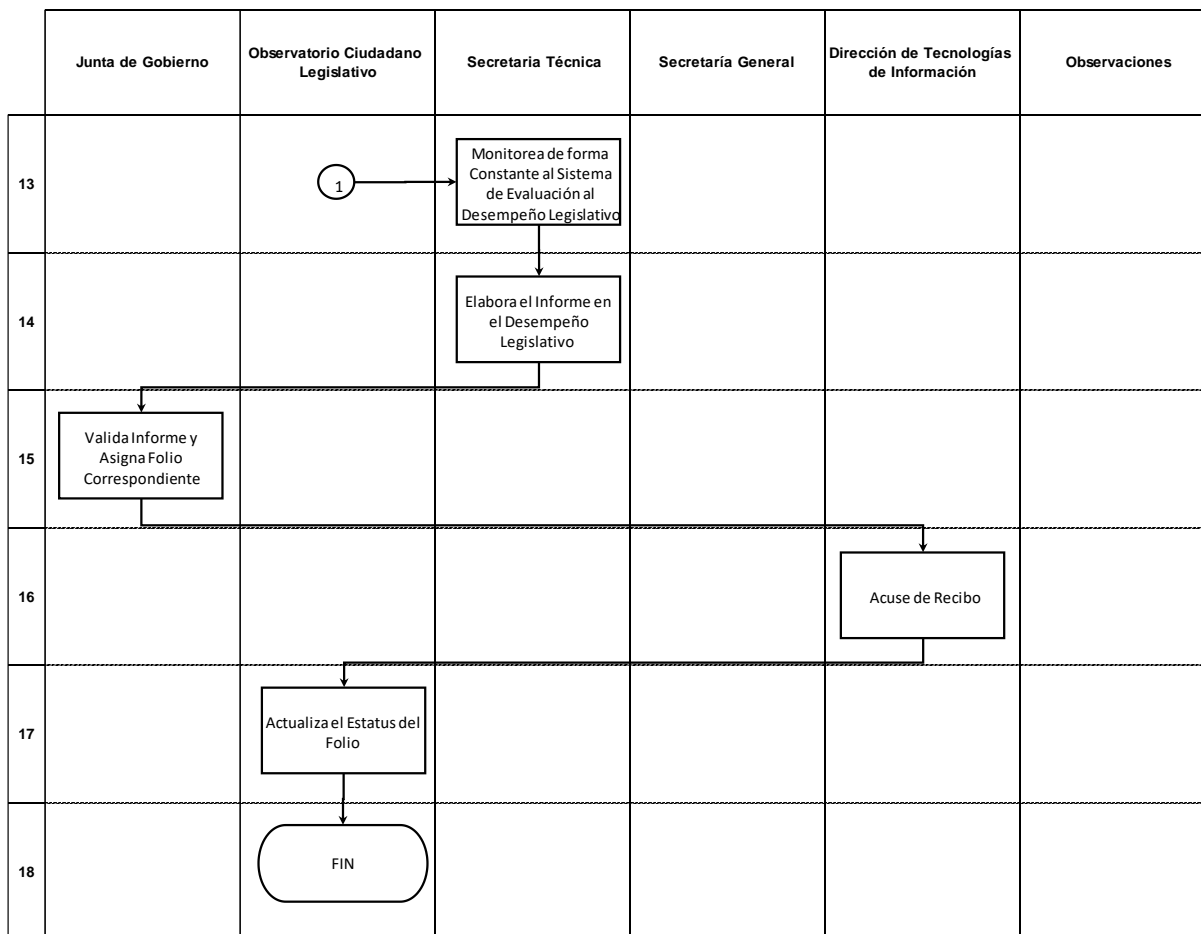 Junta de Gobierno
Observatorio Ciudadano
Legislativo
Secretaria Técnica
Secretaría General
Dirección de Tecnologías
de Información
Observaciones
13
1
Monitorea de forma
Constante al Sistema
de Evaluación al
Desempeño Legislativo
14
Elabora el Informe en
el Desempeño
Legislativo
15
Valida Informe y
Asigna Folio
Correspondiente
16
Acuse de Recibo
17
Actualiza el Estatus del
Folio
18
FIN